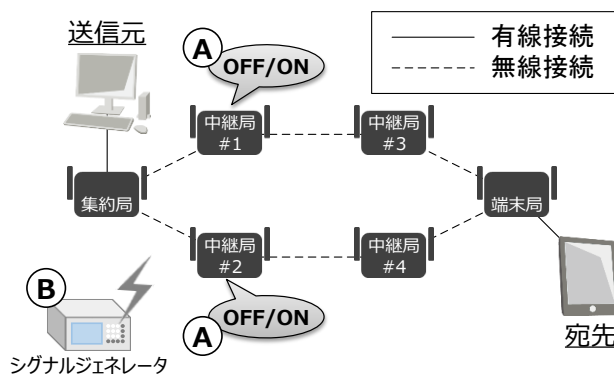 送信元
A
OFF/ON
有線接続
無線接続
中継局
#1
中継局
#3
集約局
端末局
中継局
#2
中継局
#4
B
A
OFF/ON
シグナルジェネレータ
宛先